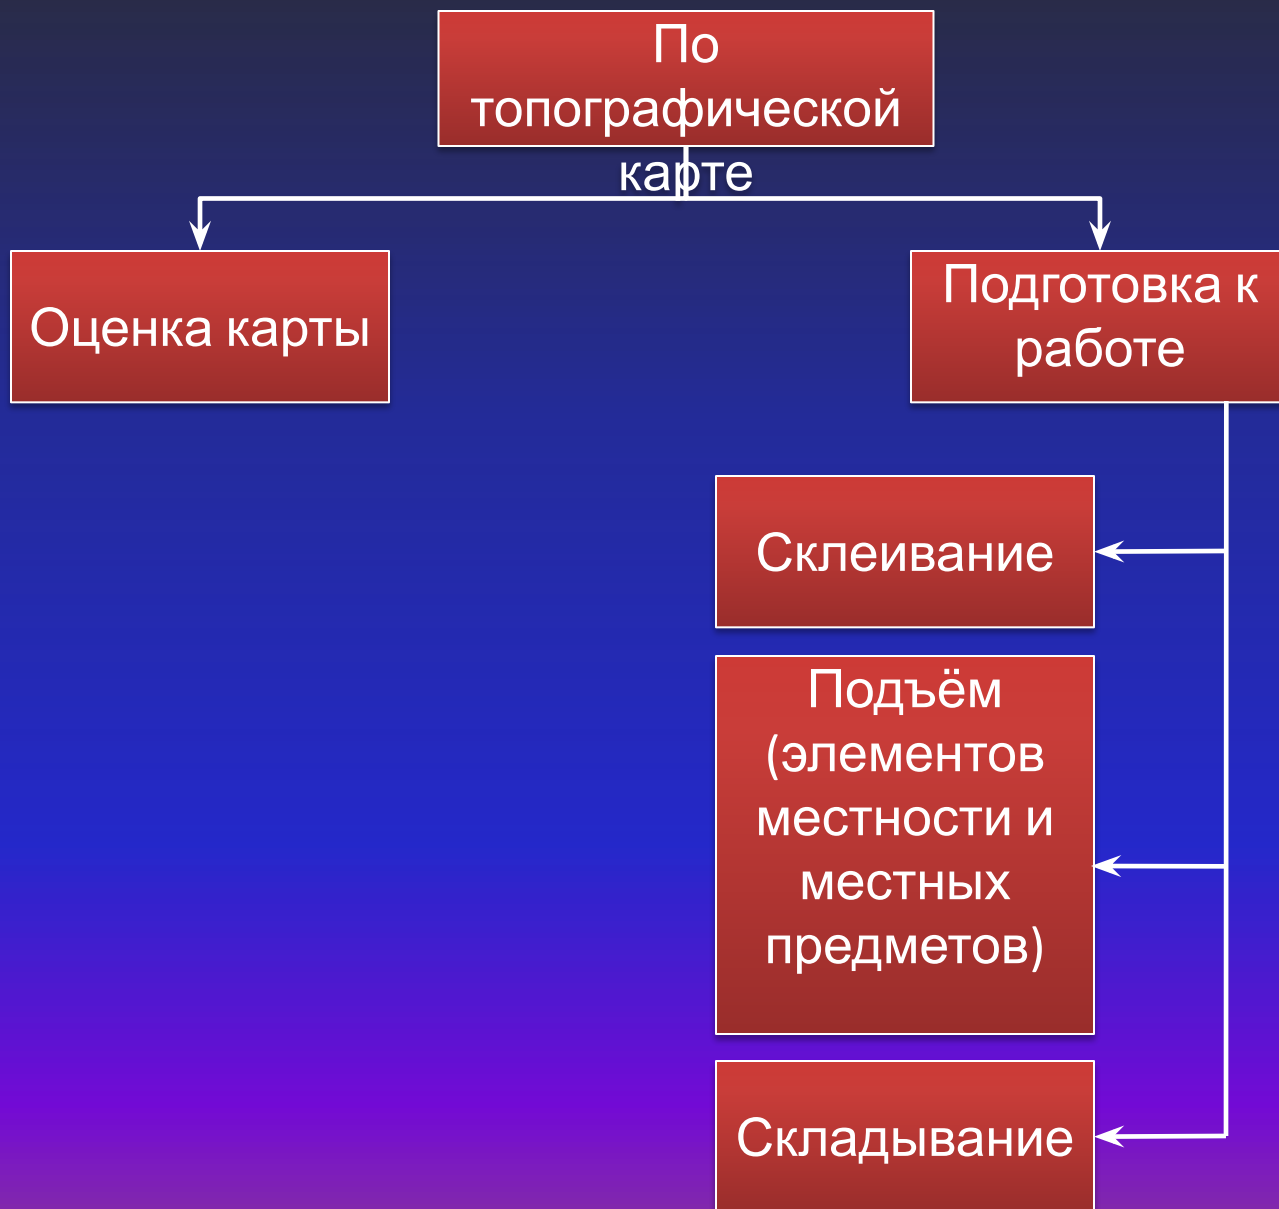 По
топографической
карте
Оценка карты
Подготовка к
работе
Склеивание
Подъём
(элементов
местности и
местных
предметов)
Складывание